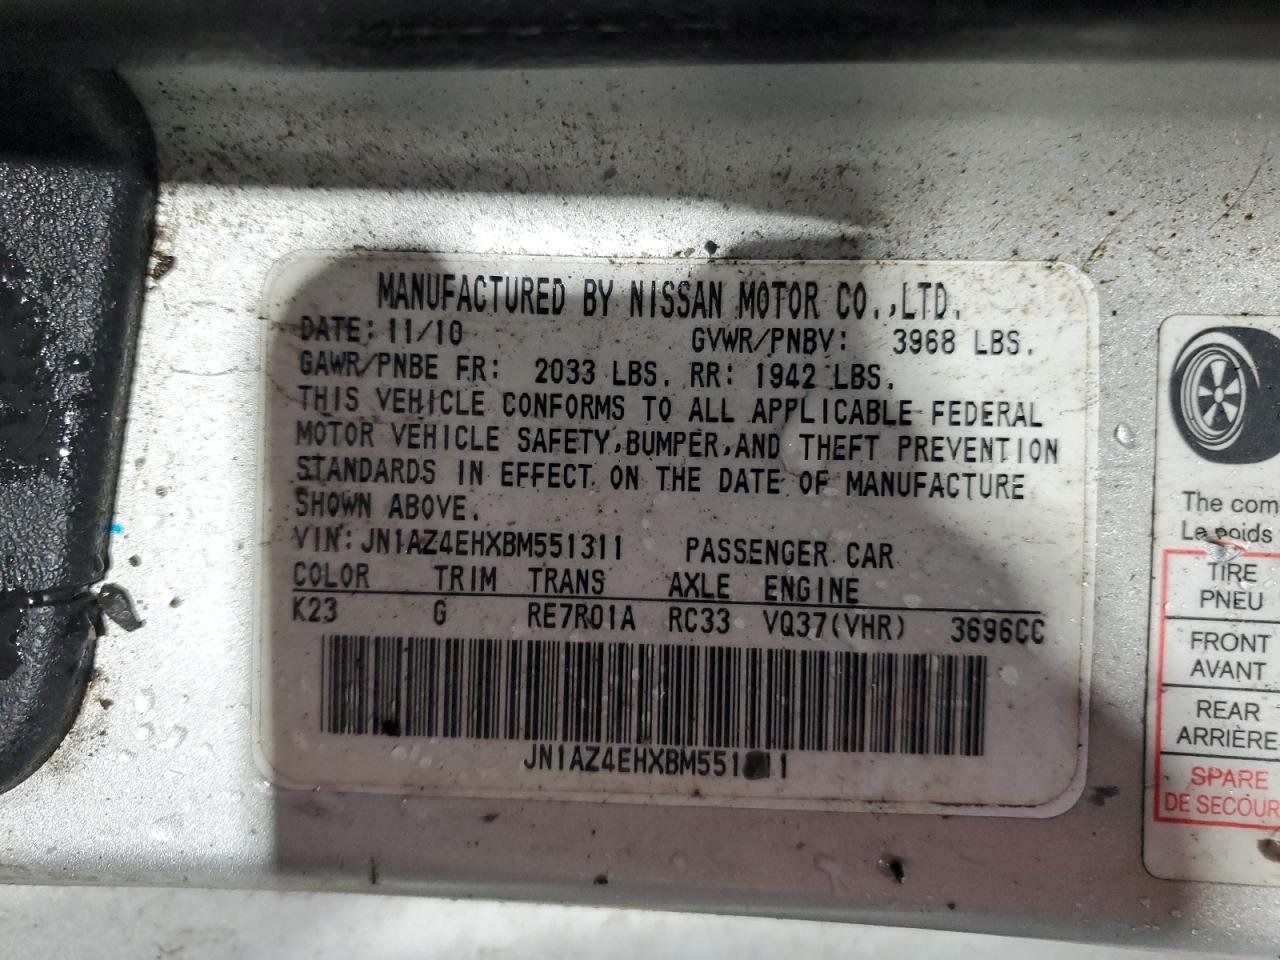 MANUFACTURED BY NISSAN MOTOR CO.,LTD.
DATE: 11/10 GVWR/PNBV: 3968 LBS.
GAWR/PNBE FR: 2033 LBS. RR: 1942 LBS.
THIS VEHICLE CONFORMS TO ALL APPLICABLE FEDERAL
MOTOR VEHICLE SAFETY,BUMPER,AND THEFT PREVENTION
STANDARDS IN EFFECT ON THE DATE OF MANUFACTURE
SHOWN ABOVE.
VIN: JN1AZ4EHXBM551311 PASSENGER CAR
COLOR TRIM TRANS AXLE ENGINE
K23 G RE7R01A RC33 VQ37(VHR) 3696CC
JN1AZ4EHXBM551 11
The com
Le poids
TIRE
PNEU
FRONT
AVANT
REAR
ARRIÈRE
SPARE
DE SECOUR